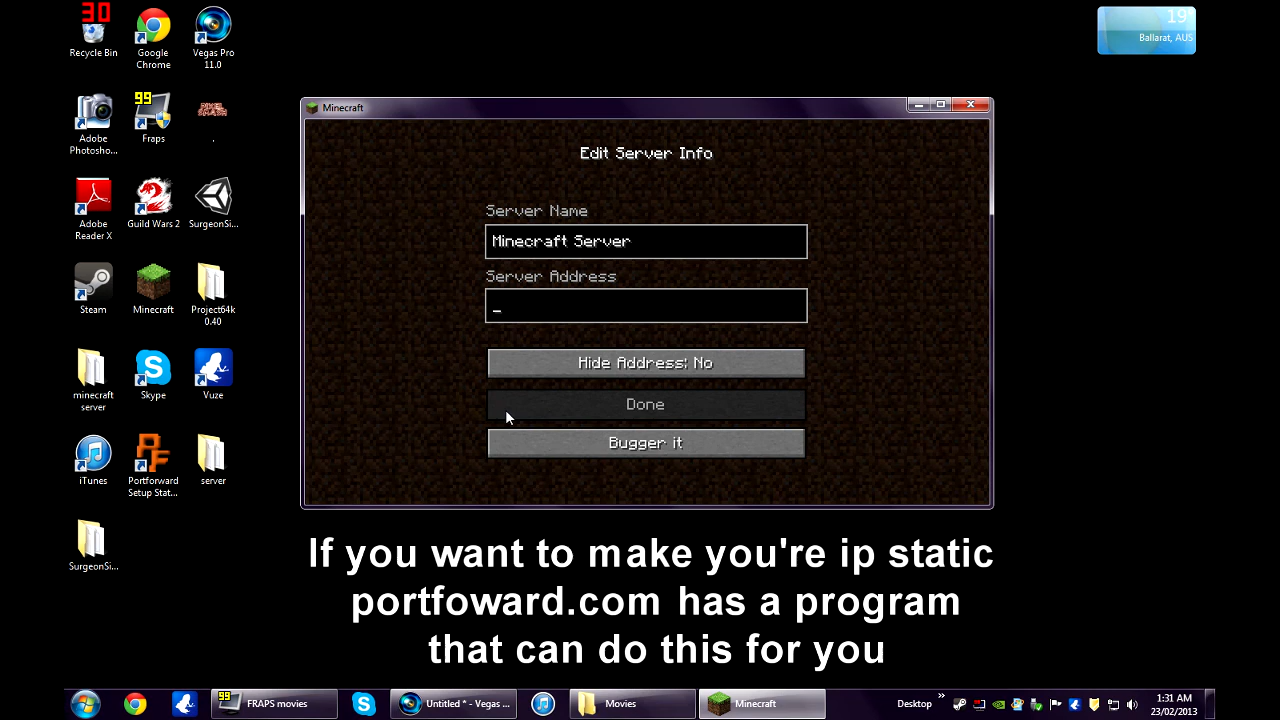 30
Recycle Bin
Google
Chrome
Vegas Pro
11.0
19
Ballarat, AUS
99
Adobe
Photosho...
Fraps
PIXEL
SMASH
.
Adobe
Reader X
Guild Wars 2
SurgeonSi...
Steam
Minecraft
Project64k
0.40
minecraft
server
Skype
Vuze
iTunes
Portforward
Setup Stat...
server
SurgeonSi...
Minecraft
Edit Server Info
Server Name
Minecraft Server
Server Address
_
Hide Address: No
Done
Bugger it
If you want to make you're ip static
portfoward.com has a program
that can do this for you
99
FRAPS movies
Untitled * - Vegas ...
Movies
Minecraft
Desktop
»
1:31 AM
23/02/2013